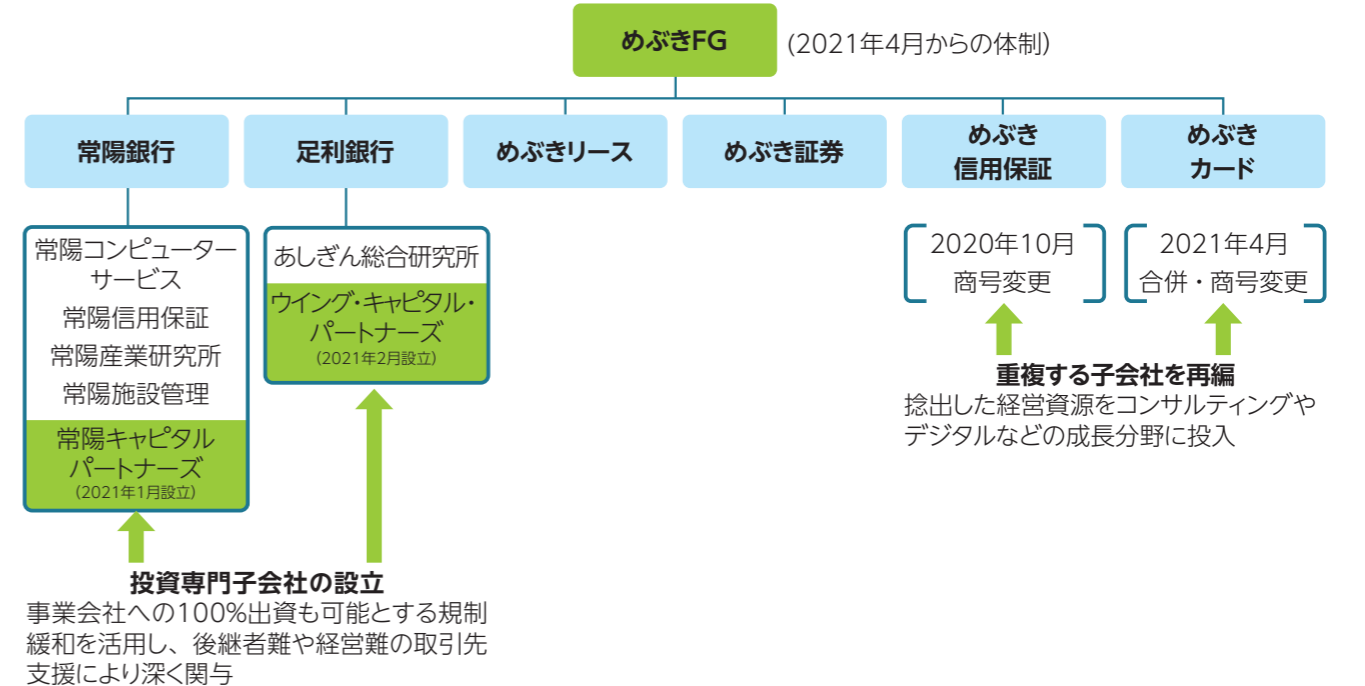 めぶきFG
(2021年4月からの体制)
常陽銀行
足利銀行
めぶきリース
めぶき証券
めぶき
信用保証
めぶき
カード
常陽コンピューター
サービス
常陽信用保証
常陽産業研究所
常陽施設管理
常陽キャピタル
パートナーズ
(2021年1月設立)
あしぎん総合研究所
ウイング・キャピタル・
パートナーズ
(2021年2月設立)
2020年10月
商号変更
2021年4月
合併・商号変更
重複する子会社を再編
捻出した経営資源をコンサルティングや
デジタルなどの成長分野に投入
投資専門子会社の設立
事業会社への100%出資も可能とする規制
緩和を活用し、後継者難や経営難の取引先
支援により深く関与